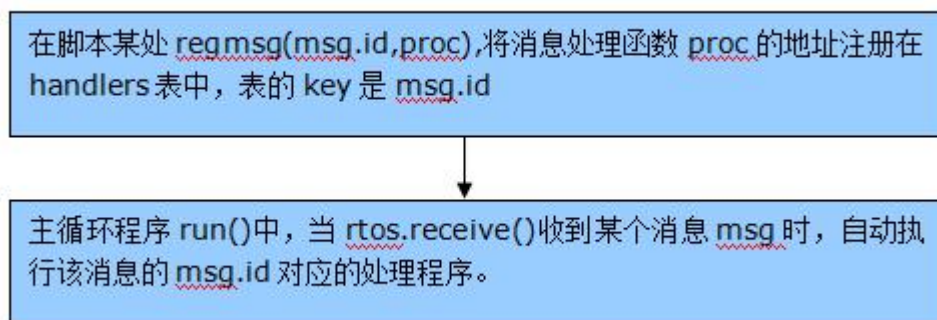 在脚本某处 regmsg(msg.id,proc),将消息处理函数 proc 的地址注册在
handlers 表中，表的 key 是 msg.id
主循环程序 run()中，当 rtos.receive()收到某个消息 msg 时，自动执
行该消息的 msg.id 对应的处理程序。